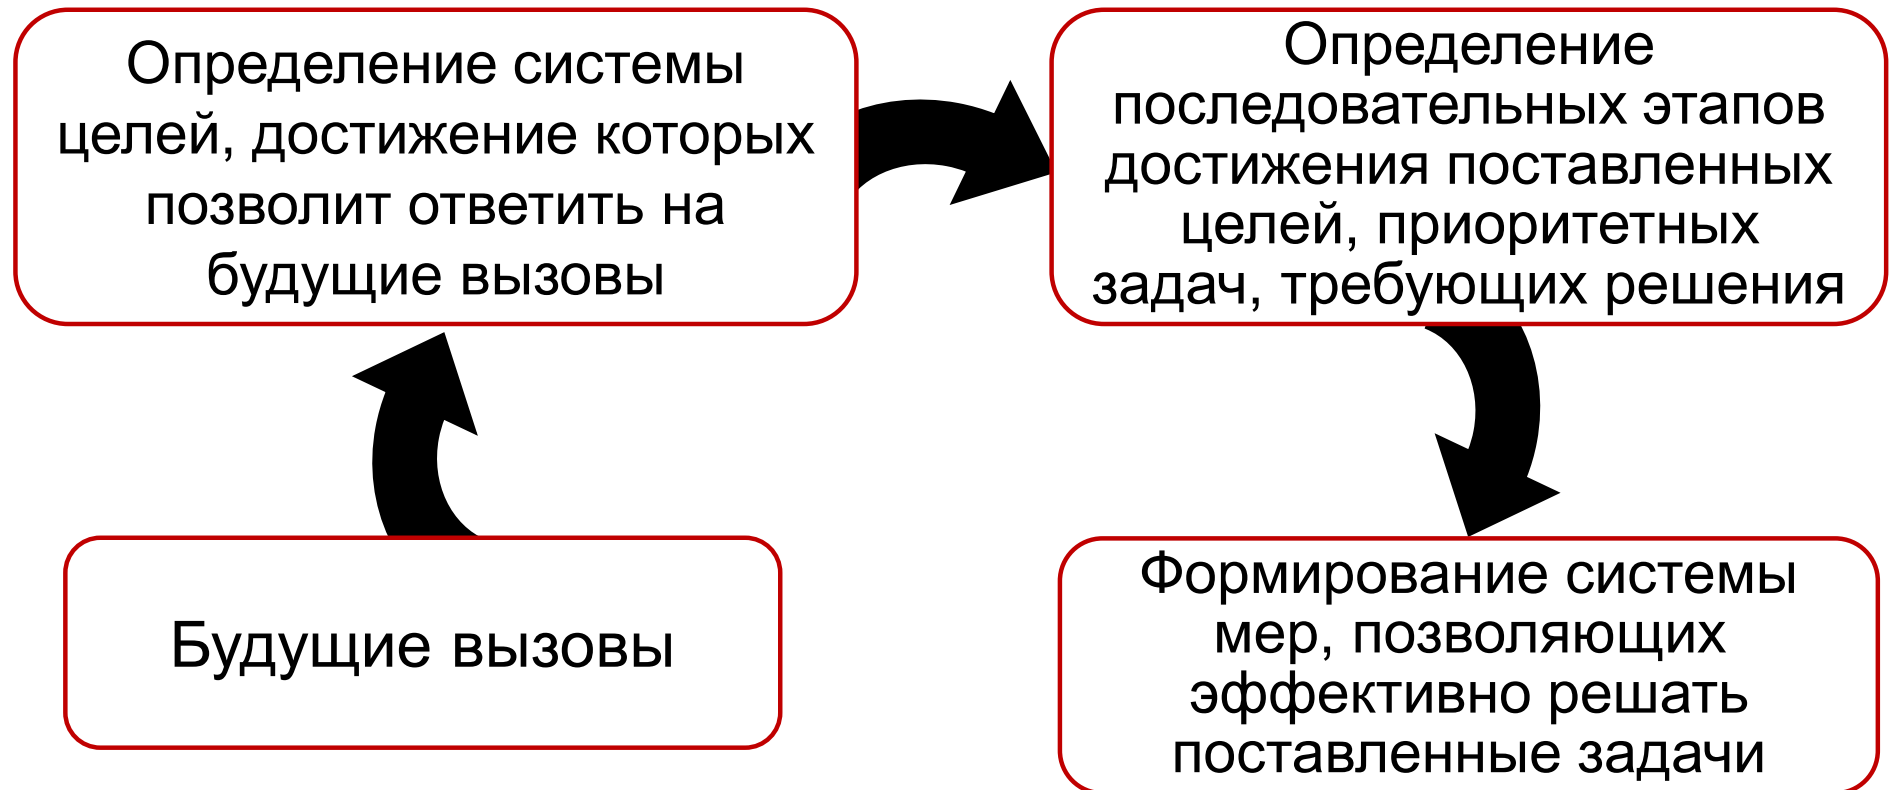 Определение системы
целей, достижение которых
позволит ответить на
будущие вызовы
Определение
последовательных этапов
достижения поставленных
целей, приоритетных
задач, требующих решения
Будущие вызовы
Формирование системы
мер, позволяющих
эффективно решать
поставленные задачи